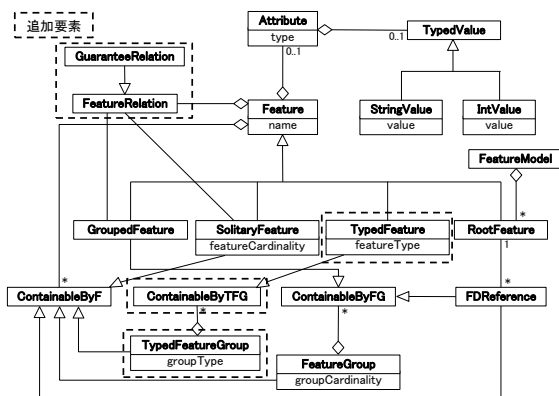 追加要素
Attribute
type
0..1
0..1
TypedValue
GuaranteeRelation
FeatureRelation
Feature
name
StringValue
value
IntValue
value
FeatureModel
*
GroupedFeature
SolitaryFeature
featureCardinality
TypedFeature
featureType
RootFeature
1
*
ContainableByF
ContainableByTFG
*
ContainableByFG
*
*
FDReference
TypedFeatureGroup
groupType
FeatureGroup
groupCardinality